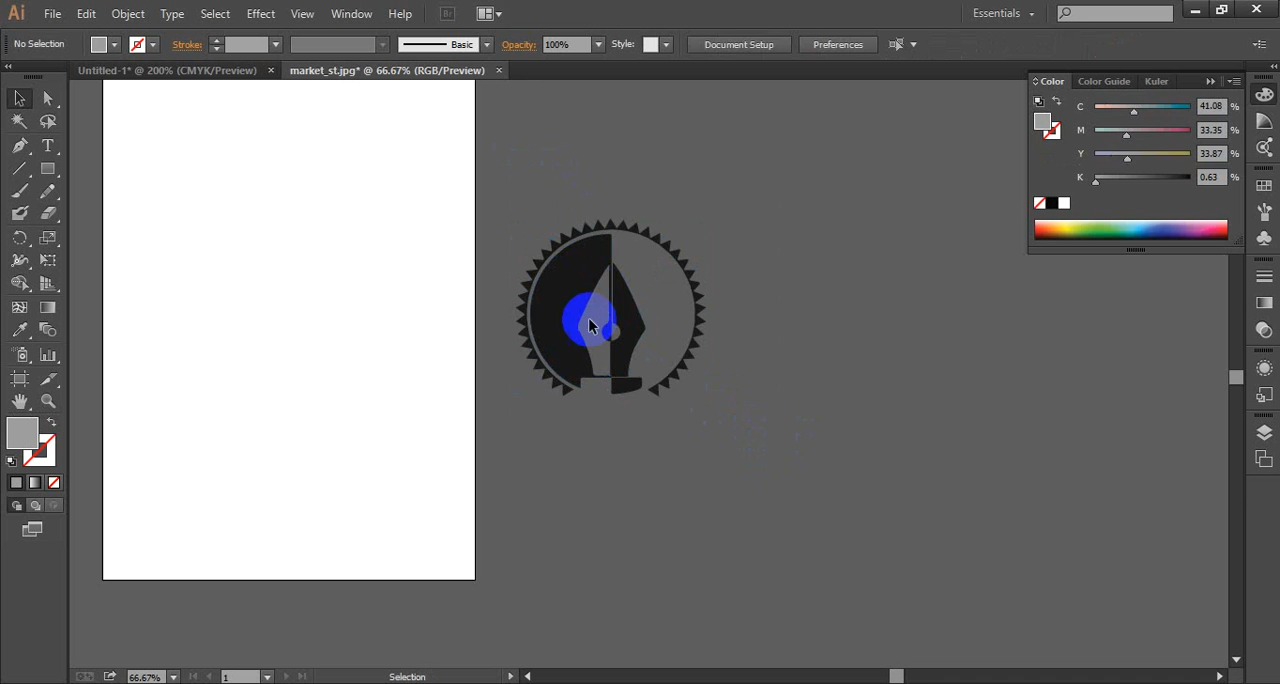 Ai File Edit Object Type Select Effect View Window Help Br Essentials
No Selection Stroke: Basic Opacity: 100% Style: Document Setup Preferences
Untitled-1* @ 200% (CMYK/Preview) × market_st.jpg* @ 66.67% (RGB/Preview) ×
Color Color Guide Kuler
C 41.08 %
M 33.35 %
Y 33.87 %
K 0.63 %
66.67% 1 Selection